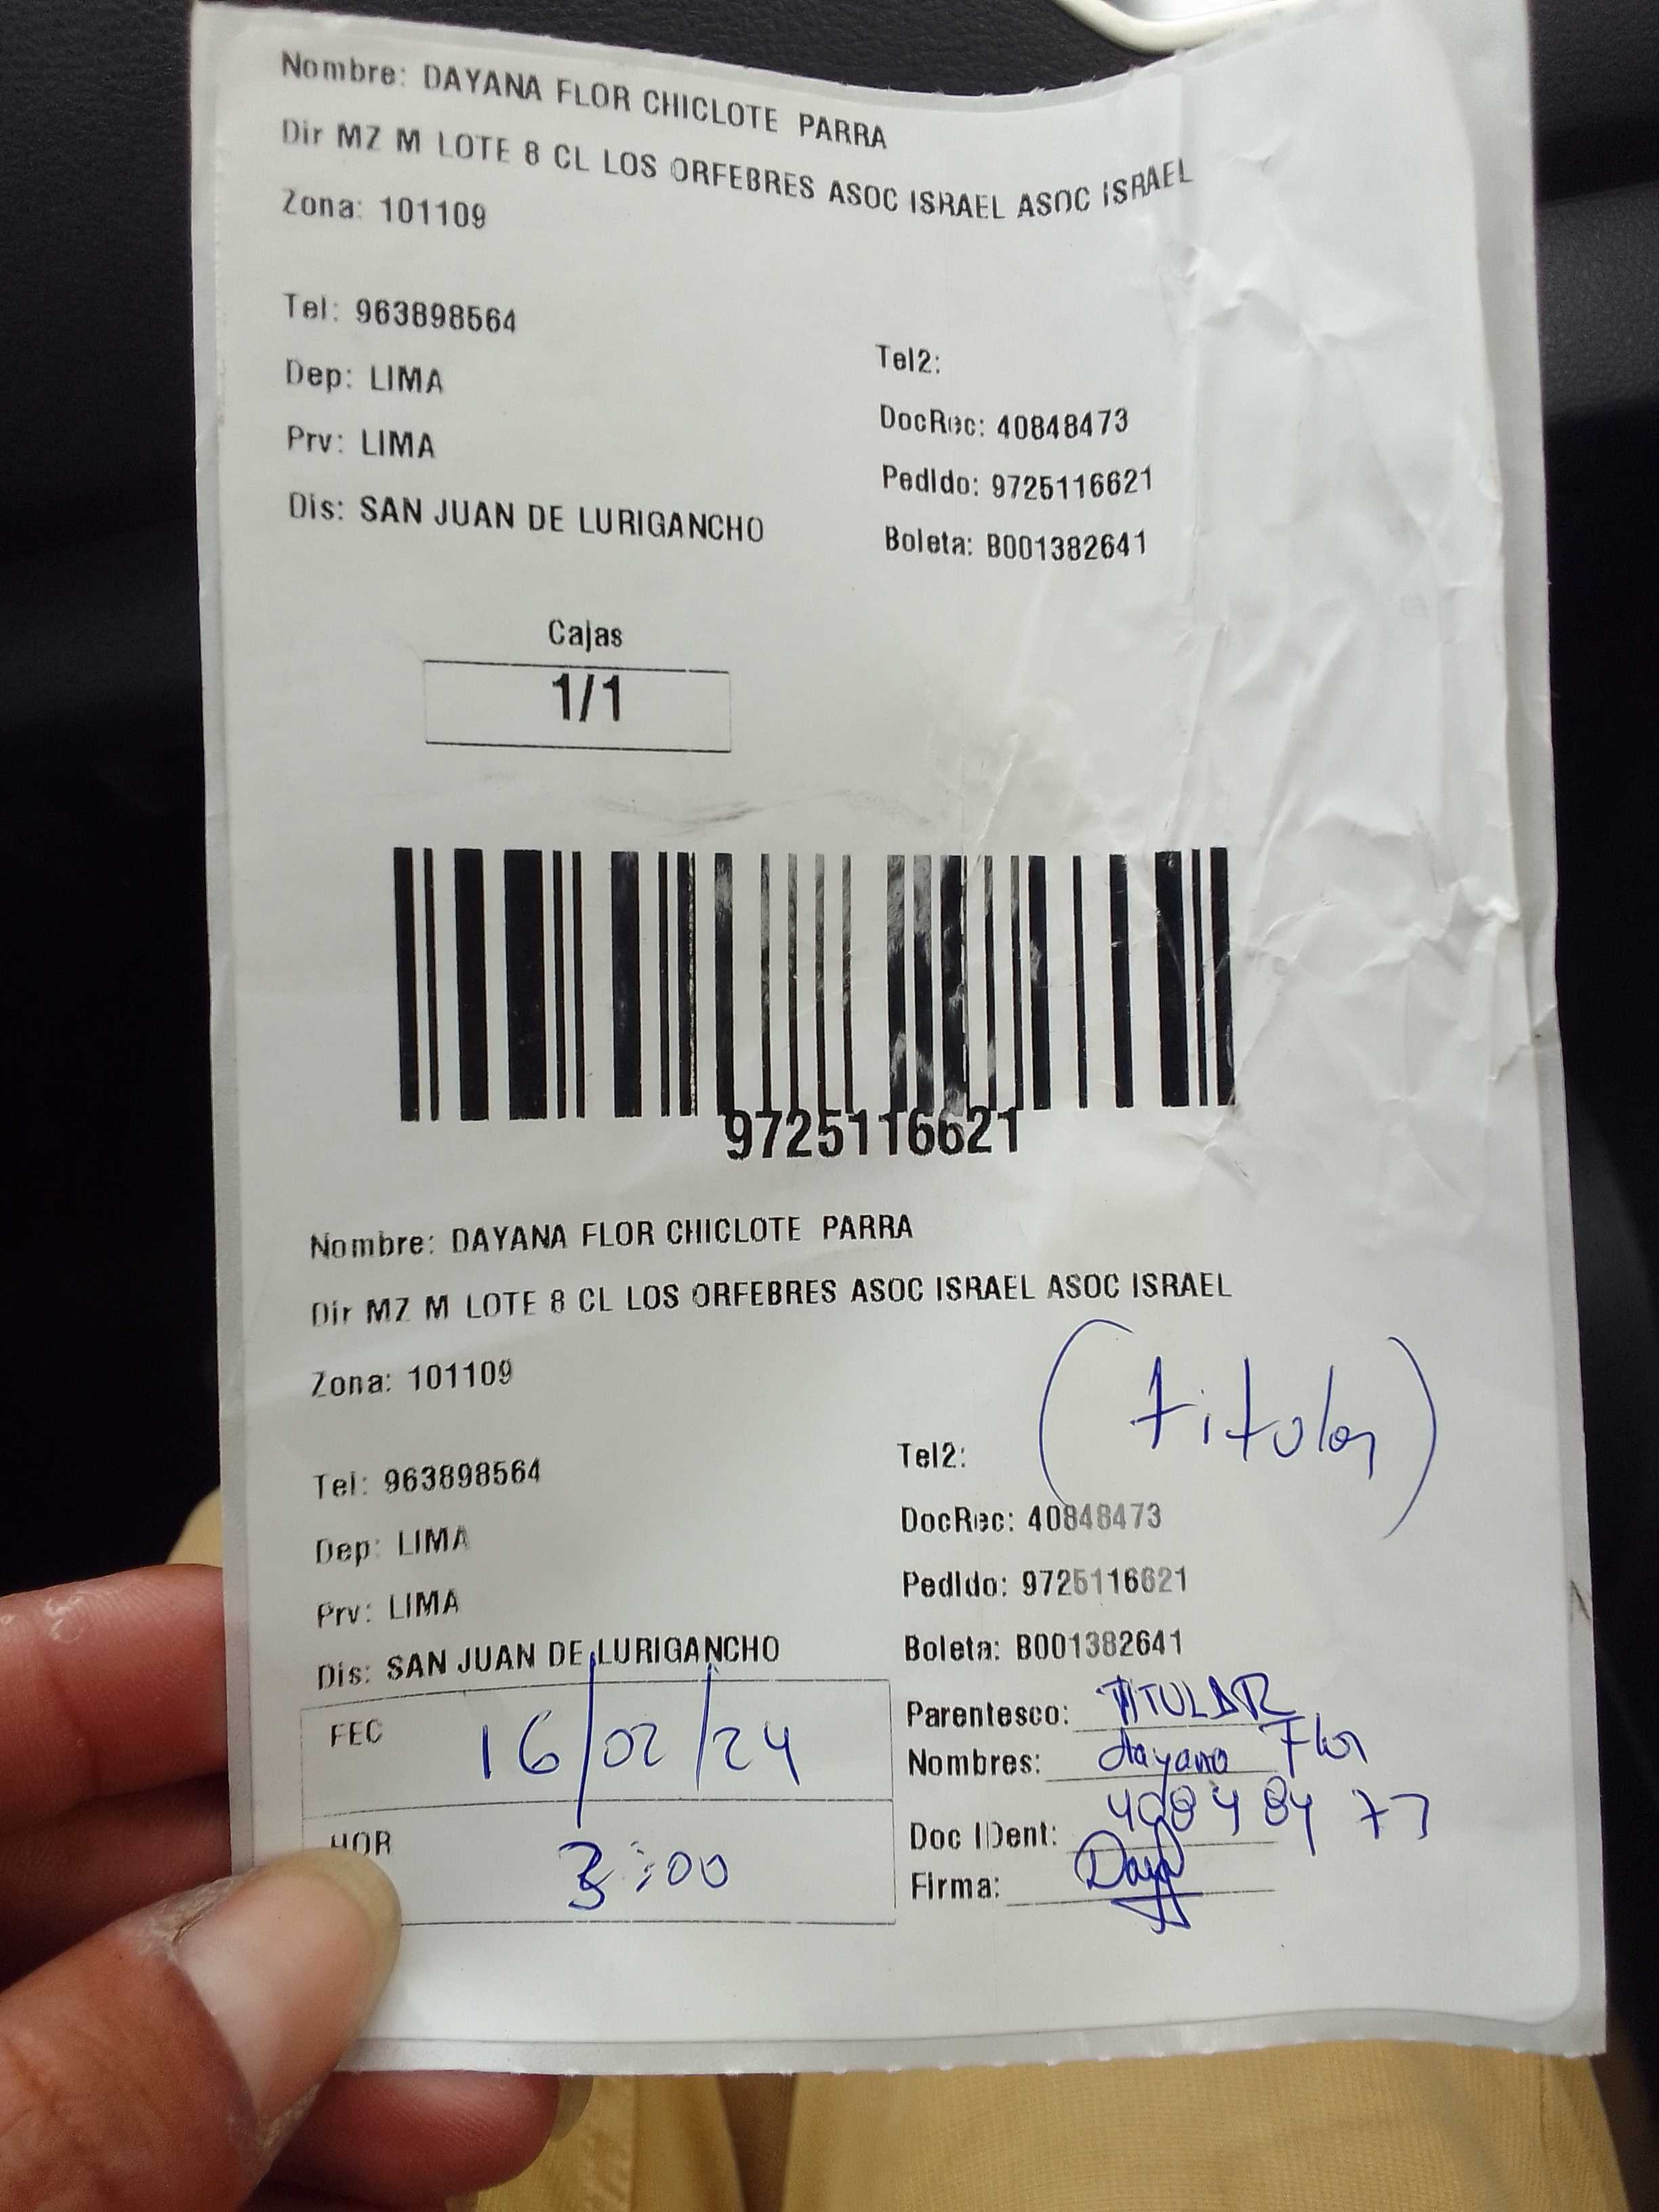 Nombre: DAYANA FLOR CHICLOTE PARRA
Dir MZ M LOTE 8 CL LOS ORFEBRES ASOC ISRAEL ASOC ISRAEL
Zona: 101109
Tel: 963898564
Tel2:
Dep: LIMA
DocRec: 40848473
Prv: LIMA
Pedido: 9725116621
Dis: SAN JUAN DE LURIGANCHO
Boleta: B001382641
Cajas
1/1
9725116621
Nombre: DAYANA FLOR CHICLOTE PARRA
Dir MZ M LOTE 8 CL LOS ORFEBRES ASOC ISRAEL ASOC ISRAEL
Zona: 101109
(titular)
Tel: 963898564
Tel2:
Dep: LIMA
DocRec: 40848473
Prv: LIMA
Pedido: 9725116621
Dis: SAN JUAN DE LURIGANCHO
Boleta: B001382641
FEC 16/02/24
Parentesco: TITULAR
Nombres: dayana Flor
HOR 3:00
Doc IDent:
Firma: